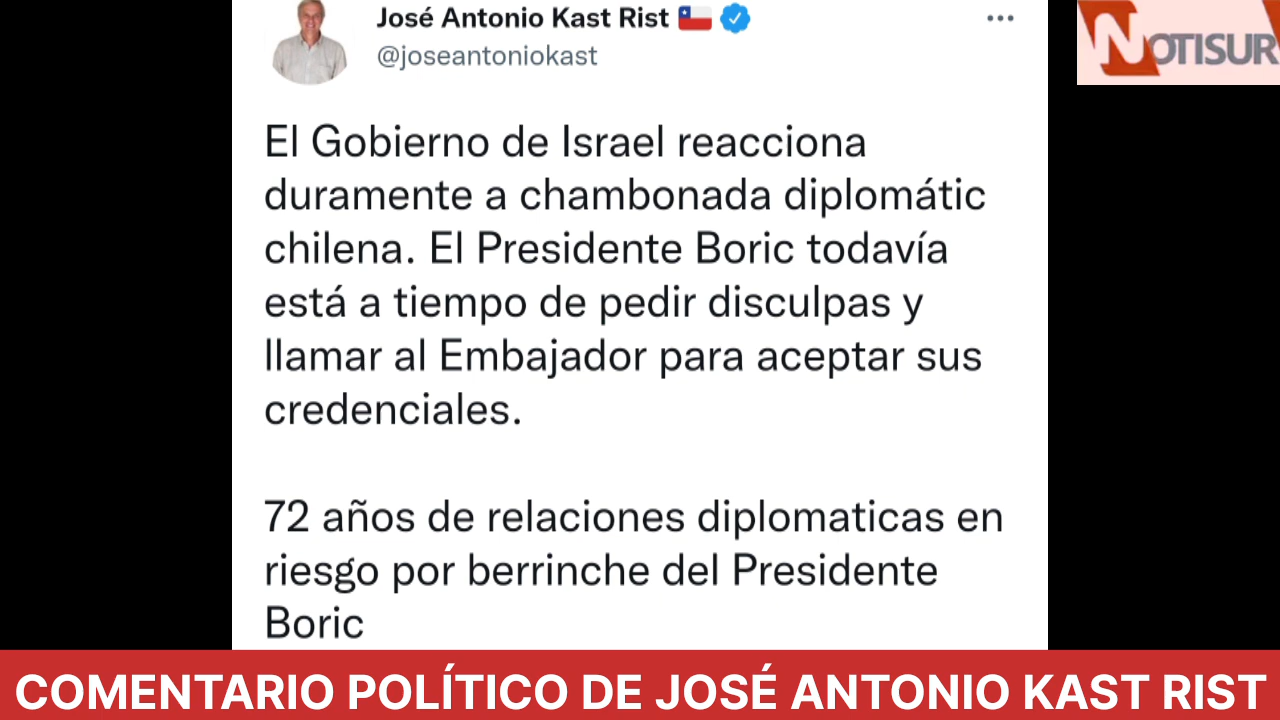 José Antonio Kast Rist 🇨🇱
@joseantoniokast
NOTISUR
El Gobierno de Israel reacciona
duramente a chambonada diplomátic
chilena. El Presidente Boric todavía
está a tiempo de pedir disculpas y
llamar al Embajador para aceptar sus
credenciales.
72 años de relaciones diplomaticas en
riesgo por berrinche del Presidente
Boric
COMENTARIO POLÍTICO DE JOSÉ ANTONIO KAST RIST